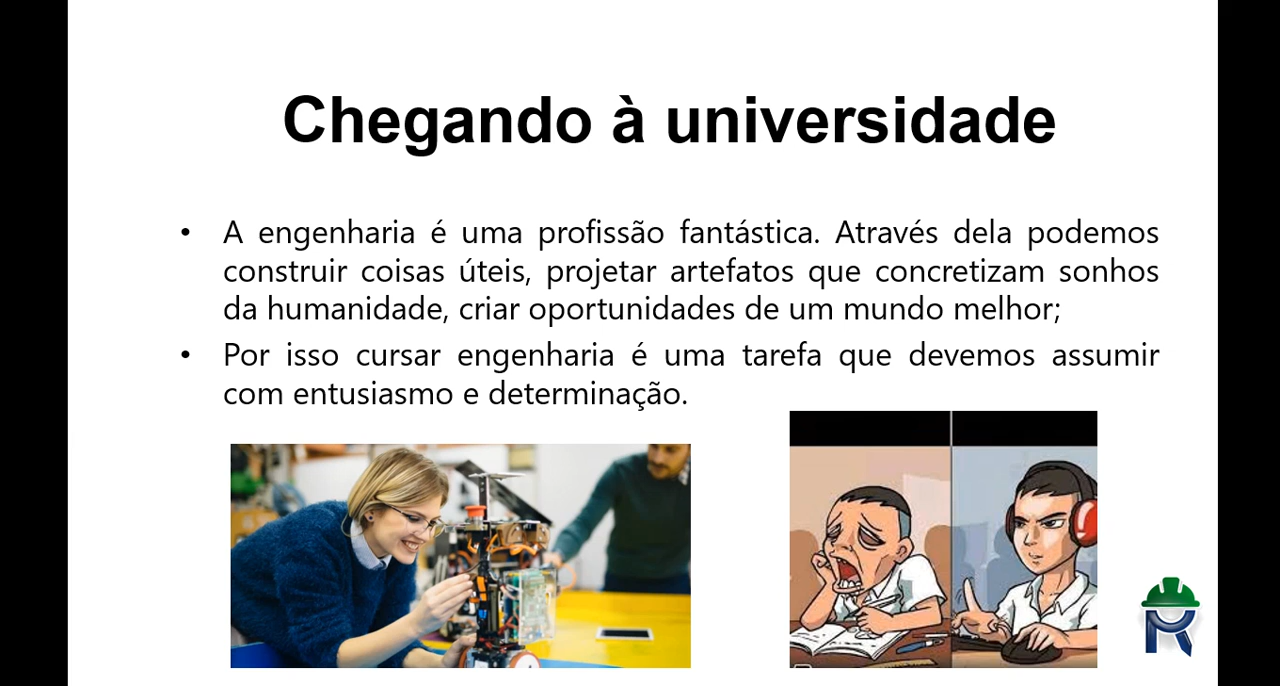 Chegando à universidade
• A engenharia é uma profissão fantástica. Através dela podemos
construir coisas úteis, projetar artefatos que concretizam sonhos
da humanidade, criar oportunidades de um mundo melhor;
• Por isso cursar engenharia é uma tarefa que devemos assumir
com entusiasmo e determinação.
R